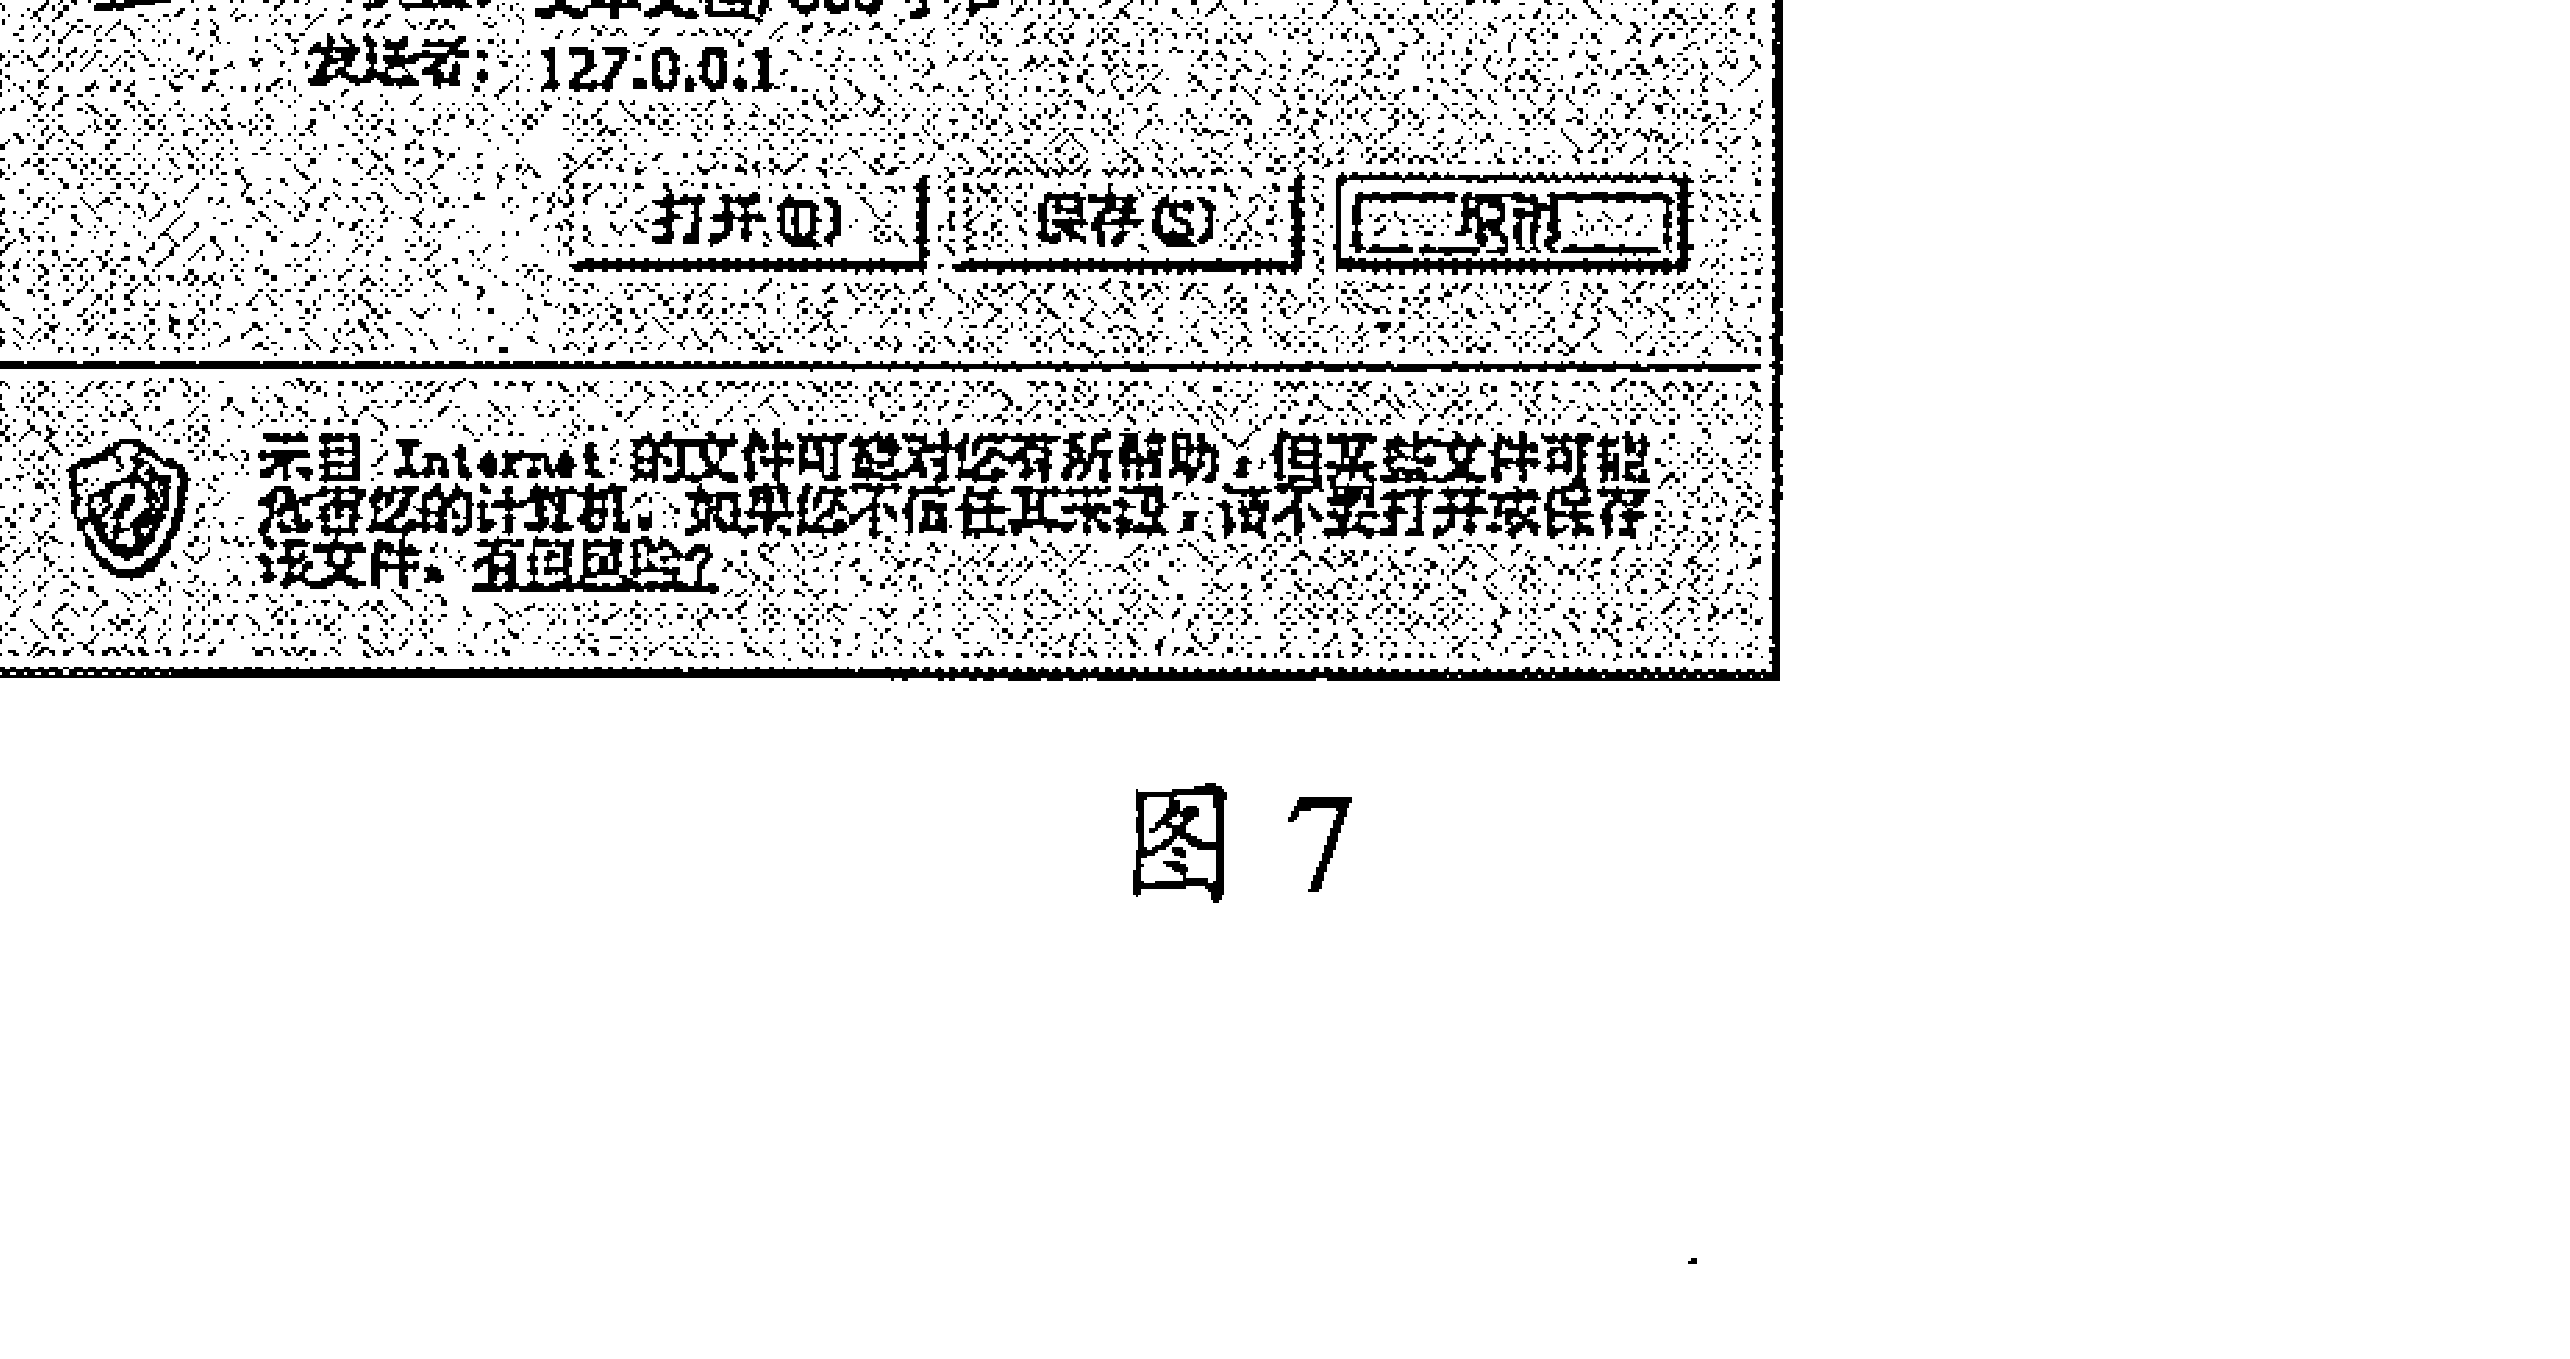 发送者: 127.0.0.1
打开(O) 保存(S) 取消
来自 Internet 的文件可能对您有所帮助，但某些文件可能
危害您的计算机。如果您不信任其来源，请不要打开或保存
该文件。有何风险?
图 7